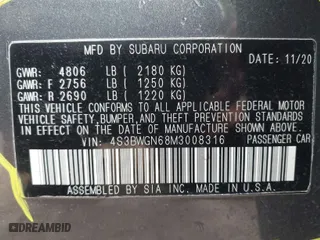 MFD. BY SUBARU CORPORATION
DATE: 11/20
GVWR: 4806 LB ( 2180 KG)
GAWR: F 2756 LB ( 1250 KG)
GAWR: R 2690 LB ( 1220 KG)
THIS VEHICLE CONFORMS TO ALL APPLICABLE FEDERAL MOTOR
VEHICLE SAFETY, BUMPER, AND THEFT PREVENTION STANDARDS
IN EFFECT ON THE DATE OF MANUFACTURE SHOWN ABOVE.
VIN: 4S3BWGN68M3008316 PASSENGER CAR
ASSEMBLED BY SIA INC. MADE IN U.S.A.
DREAMBID